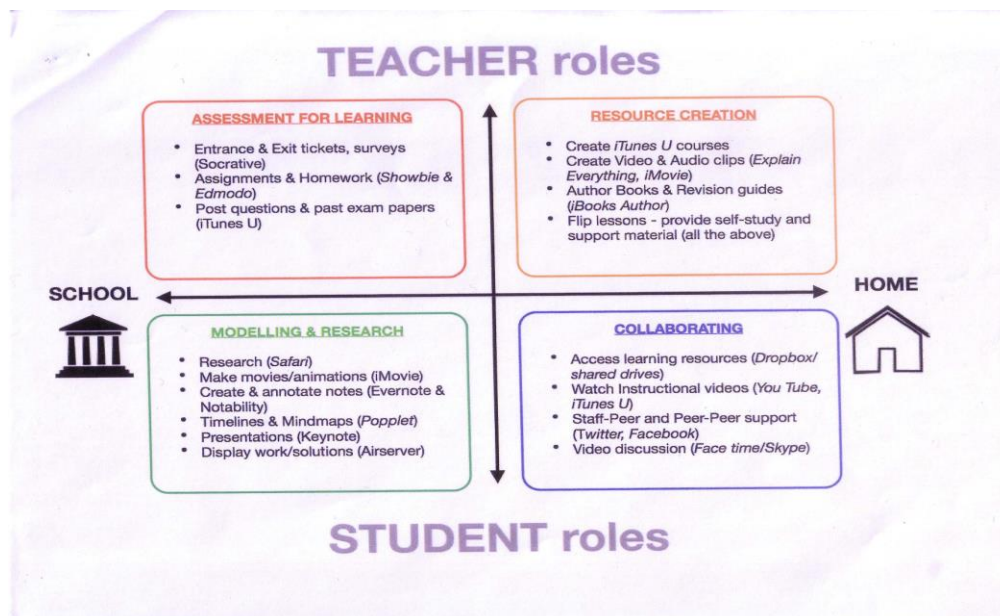 TEACHER roles
ASSESSMENT FOR LEARNING
• Entrance & Exit tickets, surveys
(Socrative)
• Assignments & Homework (Showbie &
Edmodo)
• Post questions & past exam papers
(iTunes U)
RESOURCE CREATION
• Create iTunes U courses
• Create Video & Audio clips (Explain
Everything, iMovie)
• Author Books & Revision guides
(iBooks Author)
• Flip lessons - provide self-study and
support material (all the above)
SCHOOL
HOME
MODELLING & RESEARCH
• Research (Safari)
• Make movies/animations (iMovie)
• Create & annotate notes (Evernote &
Notability)
• Timelines & Mindmaps (Popplet)
• Presentations (Keynote)
• Display work/solutions (Airserver)
COLLABORATING
• Access learning resources (Dropbox/
shared drives)
• Watch Instructional videos (You Tube,
iTunes U)
• Staff-Peer and Peer-Peer support
(Twitter, Facebook)
• Video discussion (Face time/Skype)
STUDENT roles